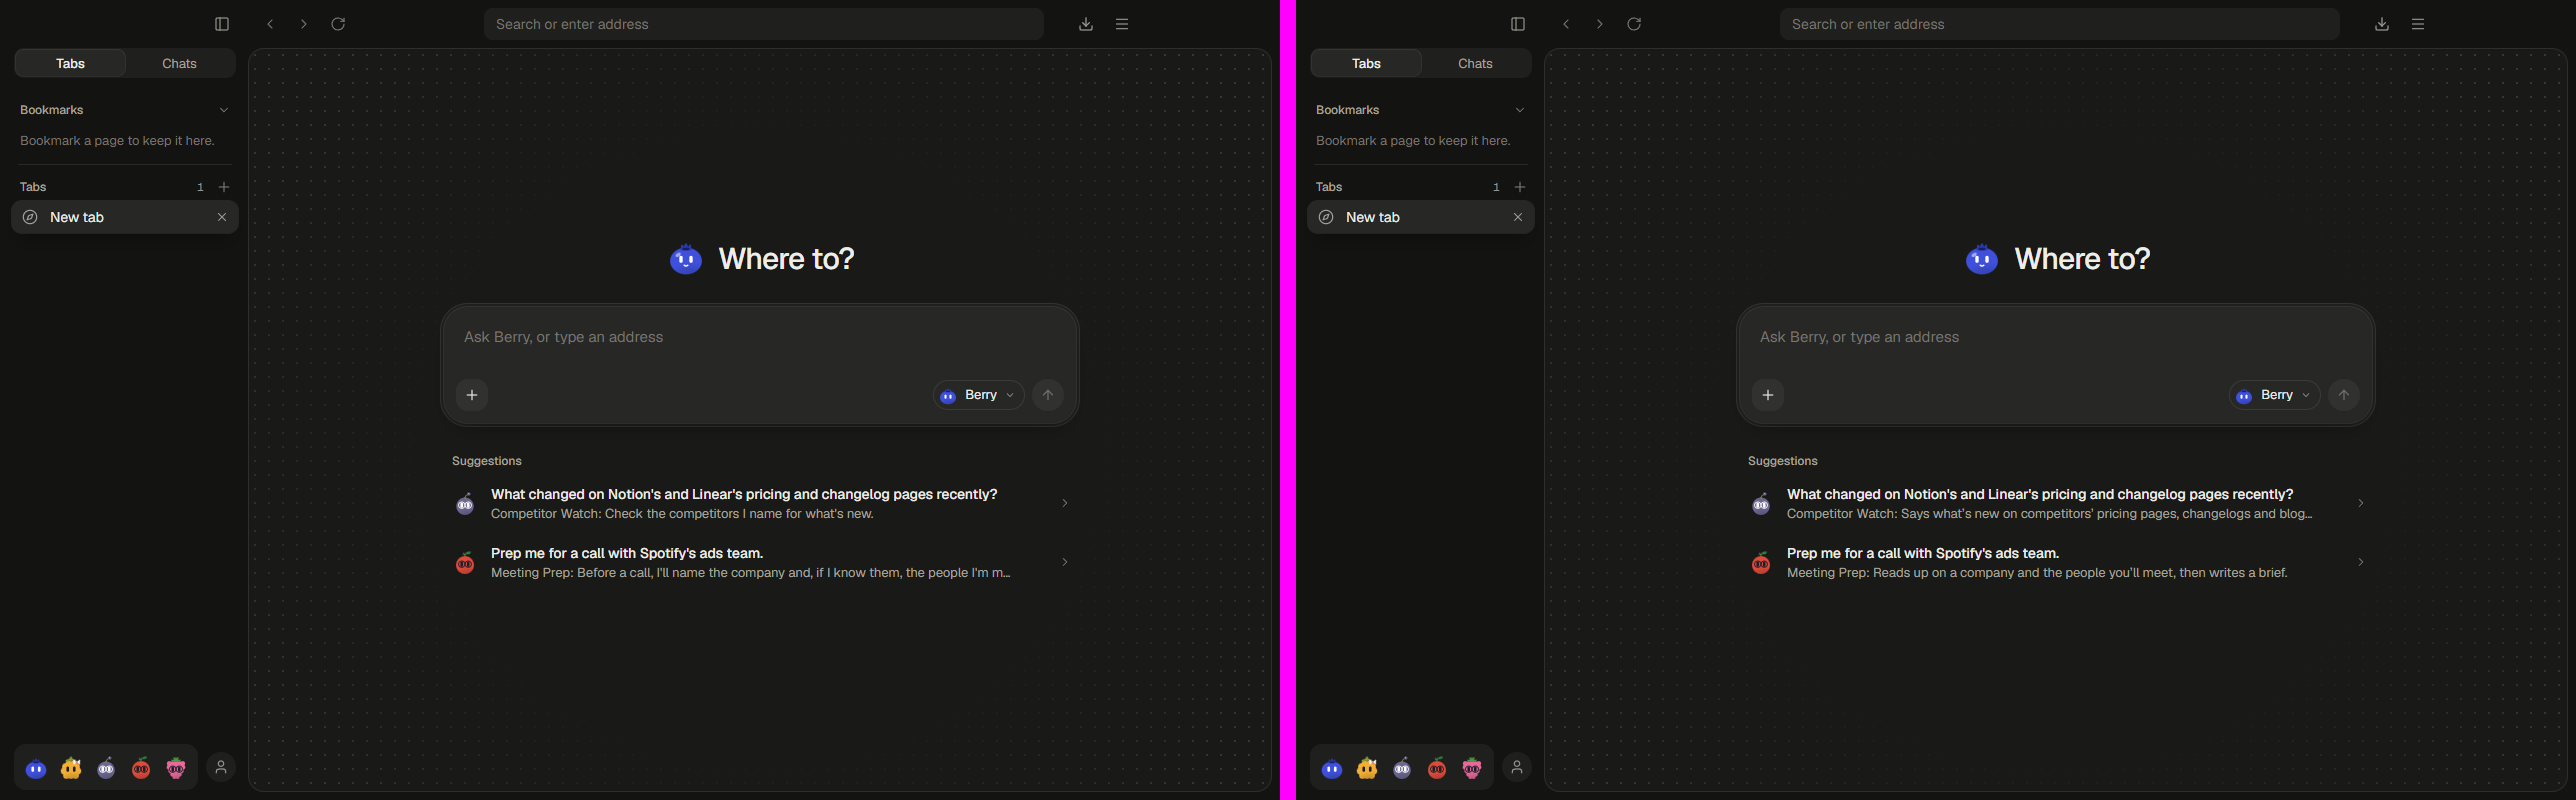 Search or enter address
Tabs
Chats
Bookmarks
Bookmark a page to keep it here.
Tabs
1
New tab
Where to?
Ask Berry, or type an address
Berry
Suggestions
What changed on Notion's and Linear's pricing and changelog pages recently?
Competitor Watch: Check the competitors I name for what's new.
Prep me for a call with Spotify's ads team.
Meeting Prep: Before a call, I'll name the company and, if I know them, the people I'm m...
Search or enter address
Tabs
Chats
Bookmarks
Bookmark a page to keep it here.
Tabs
1
New tab
Where to?
Ask Berry, or type an address
Berry
Suggestions
What changed on Notion's and Linear's pricing and changelog pages recently?
Competitor Watch: Says what's new on competitors' pricing pages, changelogs and blog...
Prep me for a call with Spotify's ads team.
Meeting Prep: Reads up on a company and the people you'll meet, then writes a brief.